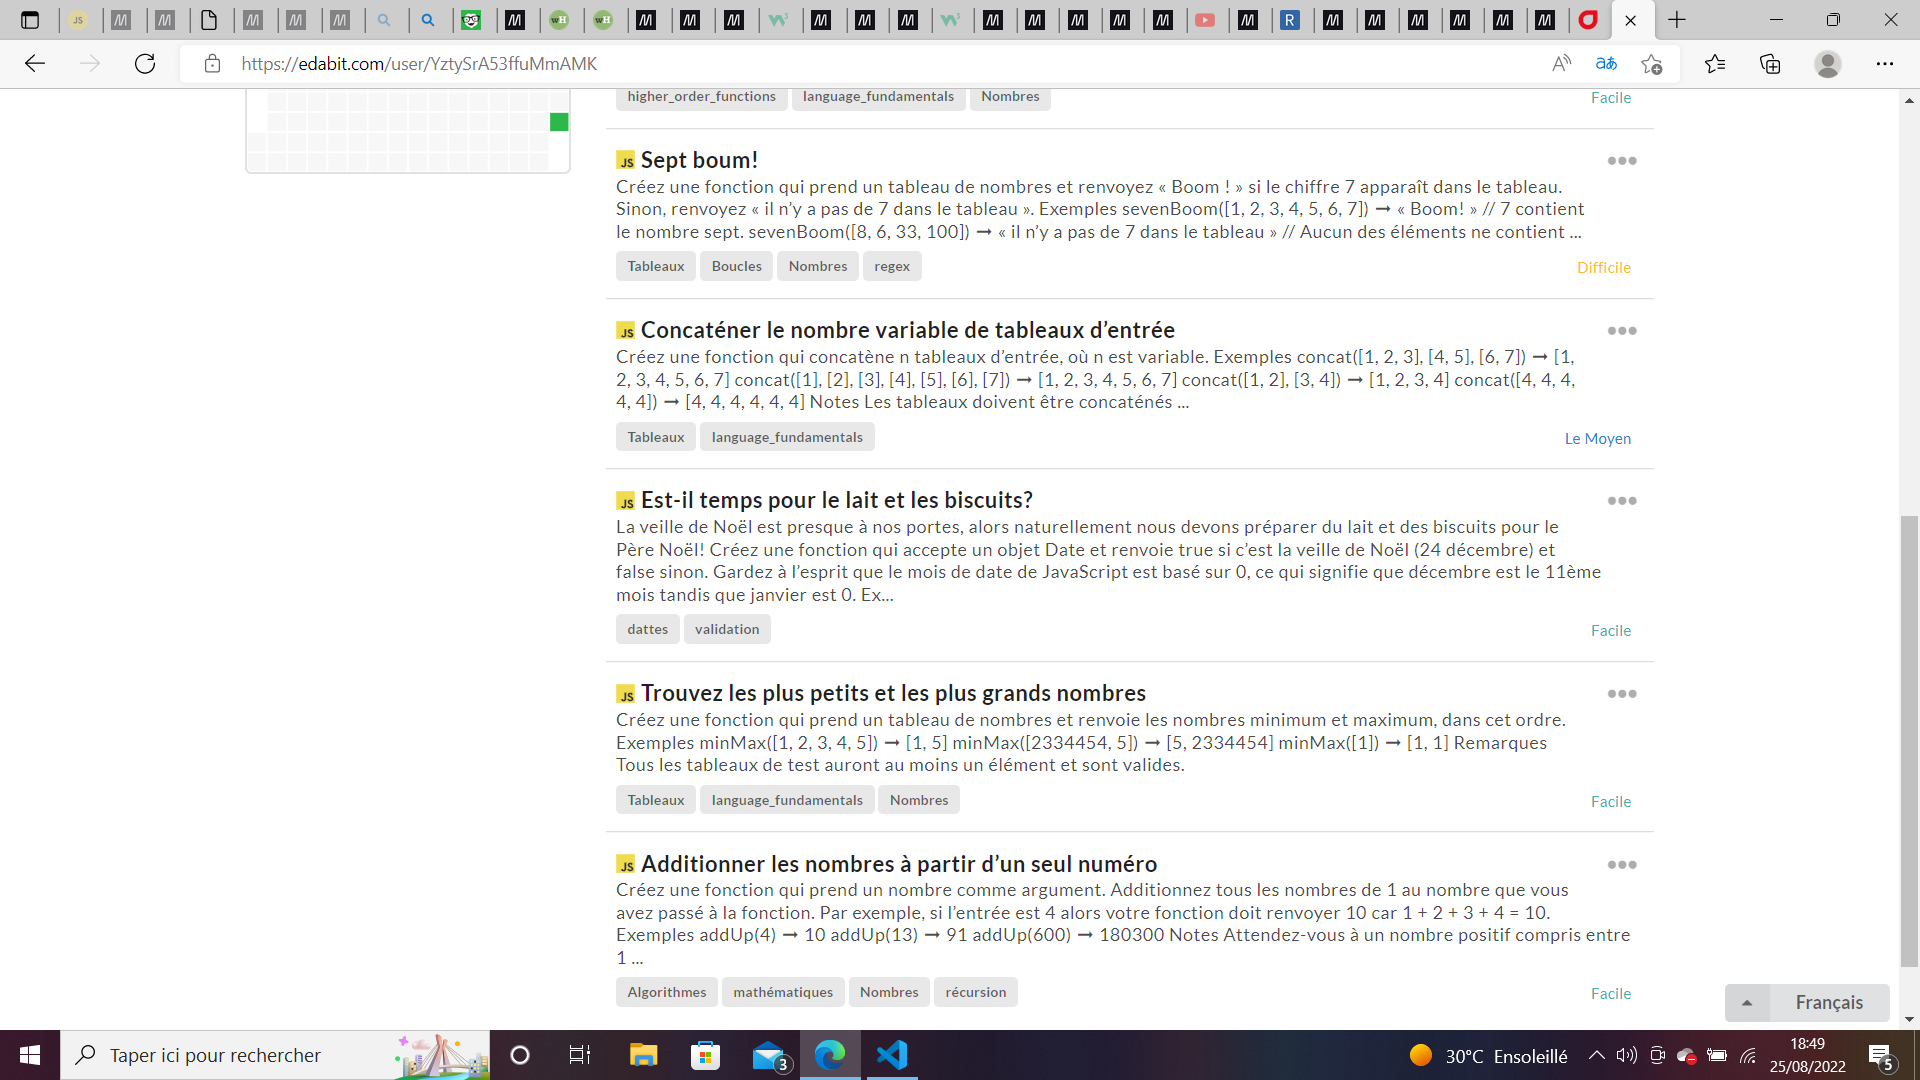 https://edabit.com/user/YztySrA53ffuMmAMK
higher_order_functions language_fundamentals Nombres
Facile
JS Sept boum!
Créez une fonction qui prend un tableau de nombres et renvoyez « Boom ! » si le chiffre 7 apparaît dans le tableau.
Sinon, renvoyez « il n’y a pas de 7 dans le tableau ». Exemples sevenBoom([1, 2, 3, 4, 5, 6, 7]) ➞ « Boom! » // 7 contient
le nombre sept. sevenBoom([8, 6, 33, 100]) ➞ « il n’y a pas de 7 dans le tableau » // Aucun des éléments ne contient ...
Tableaux Boucles Nombres regex
Difficile
JS Concaténer le nombre variable de tableaux d’entrée
Créez une fonction qui concatène n tableaux d’entrée, où n est variable. Exemples concat([1, 2, 3], [4, 5], [6, 7]) ➞ [1,
2, 3, 4, 5, 6, 7] concat([1], [2], [3], [4], [5], [6], [7]) ➞ [1, 2, 3, 4, 5, 6, 7] concat([1, 2], [3, 4]) ➞ [1, 2, 3, 4] concat([4, 4, 4,
4, 4]) ➞ [4, 4, 4, 4, 4, 4] Notes Les tableaux doivent être concaténés ...
Tableaux language_fundamentals
Le Moyen
JS Est-il temps pour le lait et les biscuits?
La veille de Noël est presque à nos portes, alors naturellement nous devons préparer du lait et des biscuits pour le
Père Noël! Créez une fonction qui accepte un objet Date et renvoie true si c’est la veille de Noël (24 décembre) et
false sinon. Gardez à l’esprit que le mois de date de JavaScript est basé sur 0, ce qui signifie que décembre est le 11ème
mois tandis que janvier est 0. Ex...
dattes validation
Facile
JS Trouvez les plus petits et les plus grands nombres
Créez une fonction qui prend un tableau de nombres et renvoie les nombres minimum et maximum, dans cet ordre.
Exemples minMax([1, 2, 3, 4, 5]) ➞ [1, 5] minMax([2334454, 5]) ➞ [5, 2334454] minMax([1]) ➞ [1, 1] Remarques
Tous les tableaux de test auront au moins un élément et sont valides.
Tableaux language_fundamentals Nombres
Facile
JS Additionner les nombres à partir d’un seul numéro
Créez une fonction qui prend un nombre comme argument. Additionnez tous les nombres de 1 au nombre que vous
avez passé à la fonction. Par exemple, si l’entrée est 4 alors votre fonction doit renvoyer 10 car 1 + 2 + 3 + 4 = 10.
Exemples addUp(4) ➞ 10 addUp(13) ➞ 91 addUp(600) ➞ 180300 Notes Attendez-vous à un nombre positif compris entre
1 ...
Algorithmes mathématiques Nombres récursion
Facile
Français
Taper ici pour rechercher
3
30°C Ensoleillé
18:49
25/08/2022
5